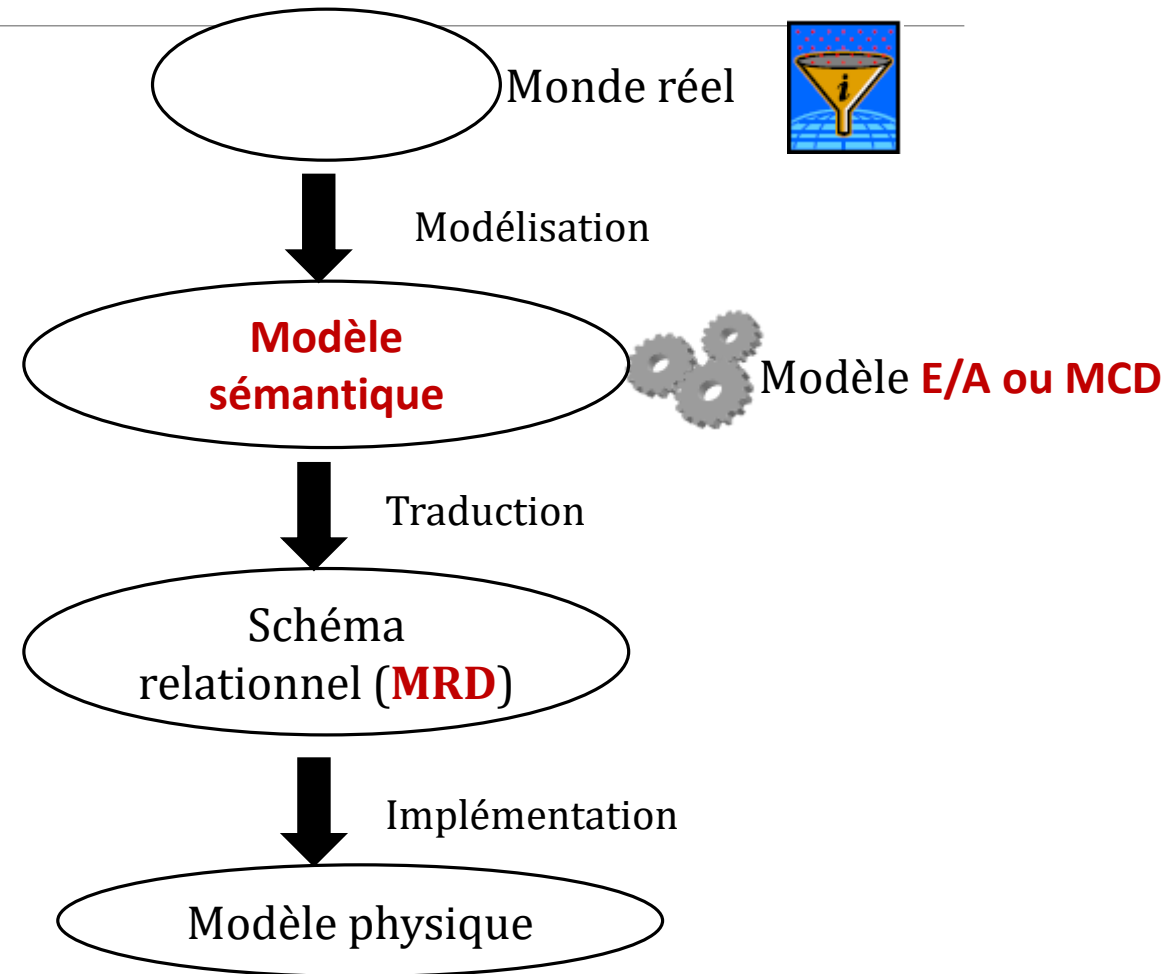 Monde réel
i
Modélisation
Modèle
sémantique
Modèle E/A ou MCD
Traduction
Schéma
relationnel (MRD)
Implémentation
Modèle physique